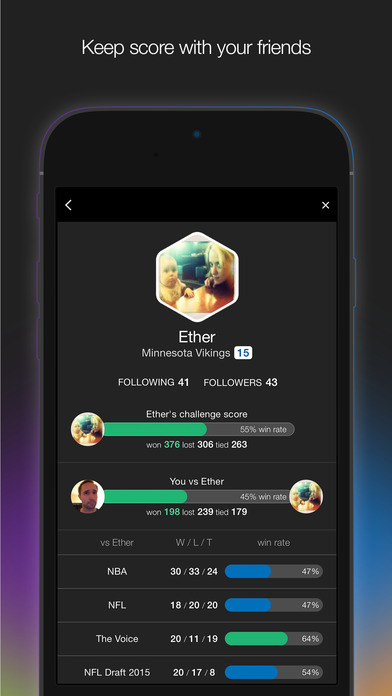 Keep score with your friends
Ether
Minnesota Vikings 15
FOLLOWING 41 FOLLOWERS 43
Ether's challenge score
55% win rate
won 376 lost 306 tied 263
You vs Ether
45% win rate
won 198 lost 239 tied 179
vs Ether W / L / T win rate
NBA 30 / 33 / 24 47%
NFL 18 / 20 / 20 47%
The Voice 20 / 11 / 19 64%
NFL Draft 2015 20 / 17 / 8 54%